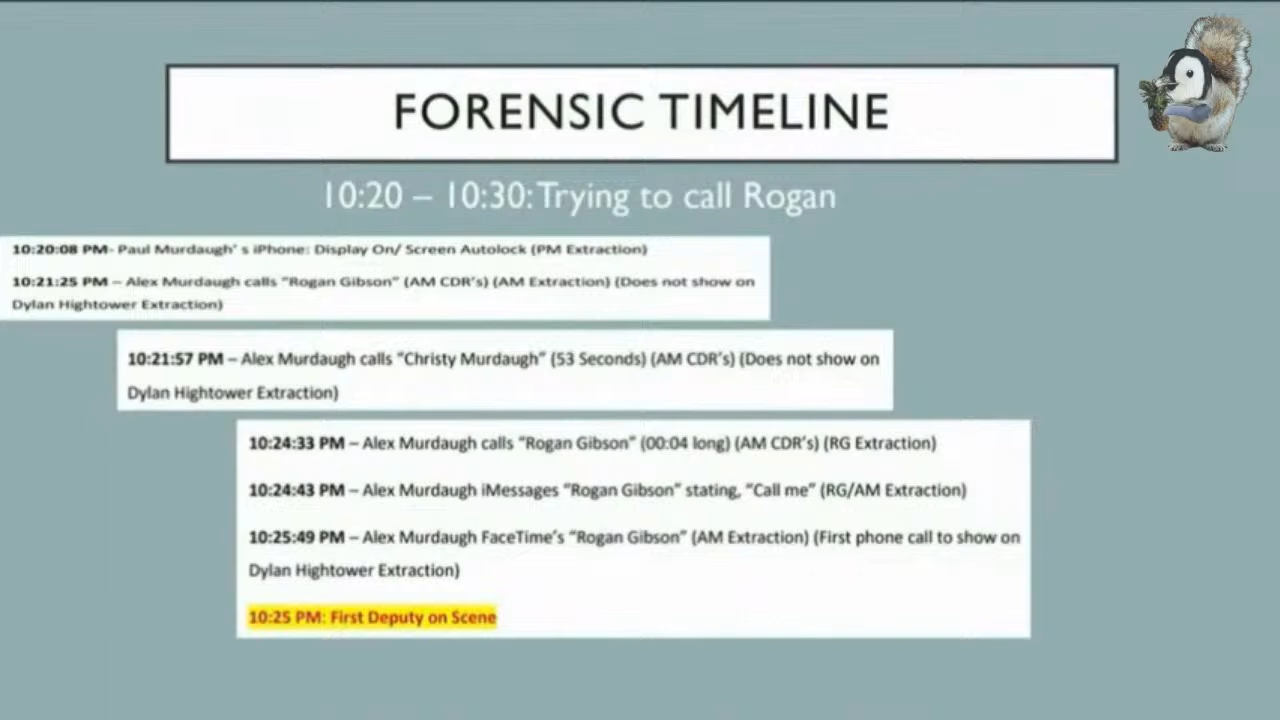 FORENSIC TIMELINE
10:20 – 10:30: Trying to call Rogan
10:20:08 PM- Paul Murdaugh' s iPhone: Display On/ Screen Autolock (PM Extraction)
10:21:25 PM – Alex Murdaugh calls "Rogan Gibson" (AM CDR's) (AM Extraction) (Does not show on
Dylan Hightower Extraction)
10:21:57 PM – Alex Murdaugh calls "Christy Murdaugh" (53 Seconds) (AM CDR's) (Does not show on
Dylan Hightower Extraction)
10:24:33 PM – Alex Murdaugh calls "Rogan Gibson" (00:04 long) (AM CDR's) (RG Extraction)
10:24:43 PM – Alex Murdaugh iMessages "Rogan Gibson" stating, "Call me" (RG/AM Extraction)
10:25:49 PM – Alex Murdaugh FaceTime's "Rogan Gibson" (AM Extraction) (First phone call to show on
Dylan Hightower Extraction)
10:25 PM: First Deputy on Scene